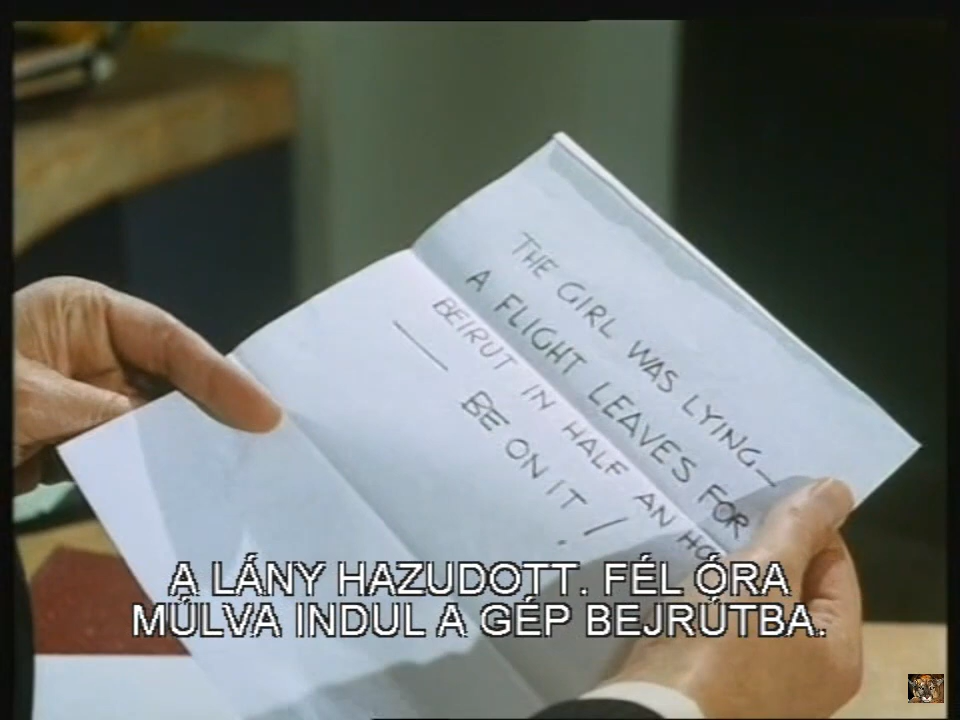 THE GIRL WAS LYING—
A FLIGHT LEAVES FOR
BEIRUT IN HALF AN HO
— BE ON IT!
A LÁNY HAZUDOTT. FÉL ÓRA
MÚLVA INDUL A GÉP BEJRÚTBA.